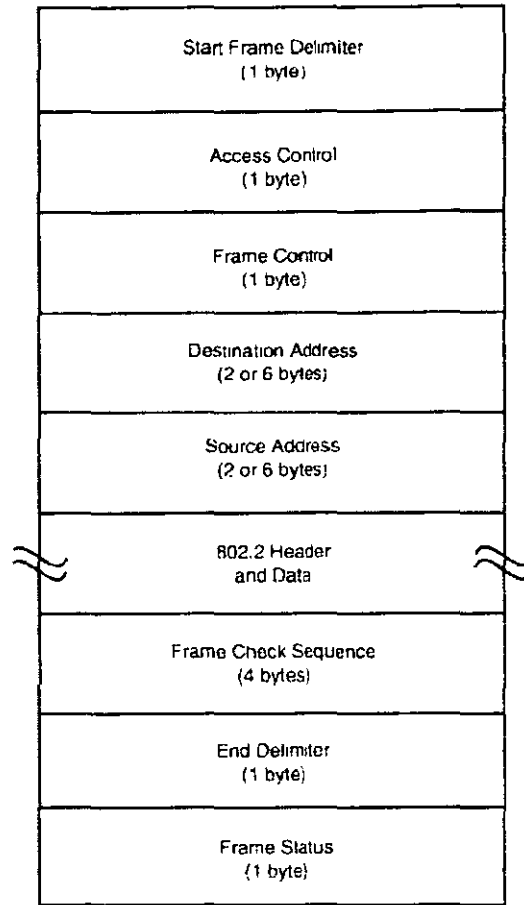 Start Frame Delimiter
(1 byte)
Access Control
(1 byte)
Frame Control
(1 byte)
Destination Address
(2 or 6 bytes)
Source Address
(2 or 6 bytes)
802.2 Header
and Data
Frame Check Sequence
(4 bytes)
End Delimiter
(1 byte)
Frame Status
(1 byte)